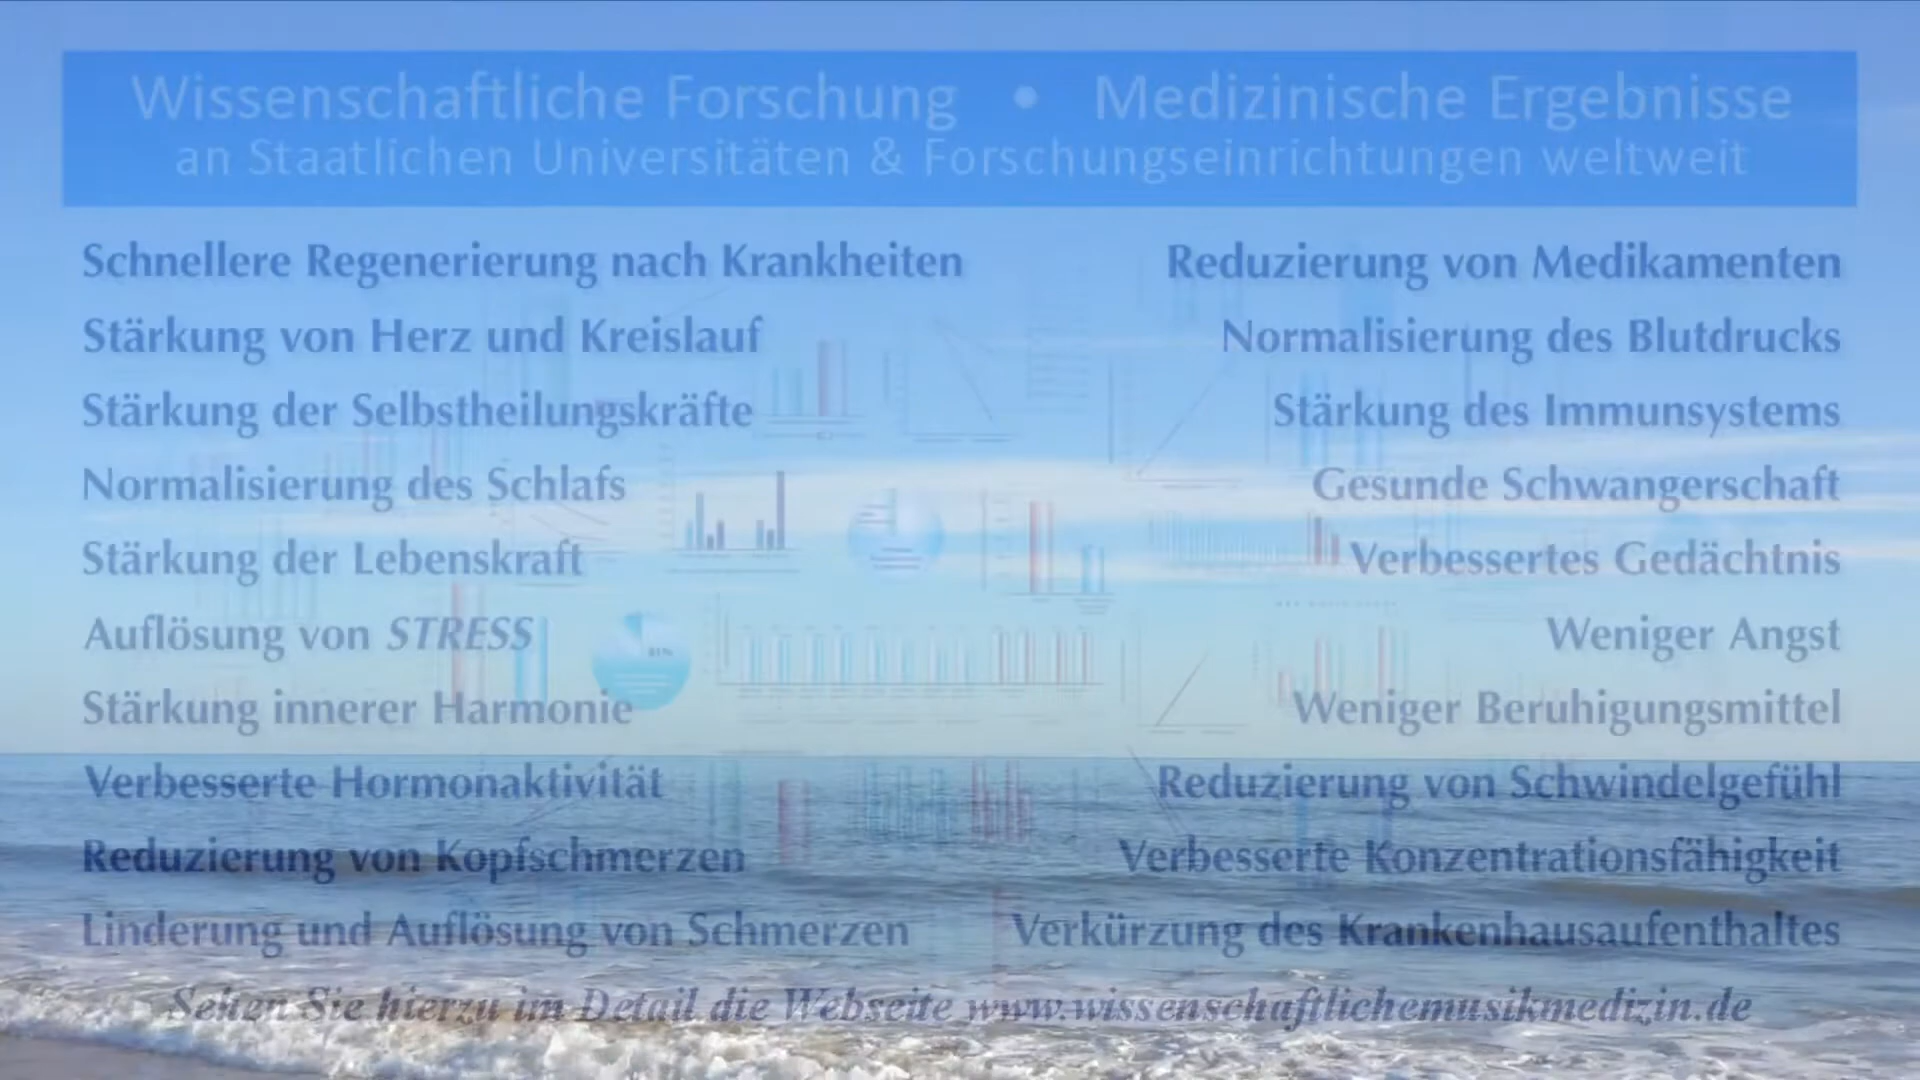 Wissenschaftliche Forschung • Medizinische Ergebnisse
an Staatlichen Universitäten & Forschungseinrichtungen weltweit
Schnellere Regenerierung nach Krankheiten
Reduzierung von Medikamenten
Stärkung von Herz und Kreislauf
Normalisierung des Blutdrucks
Stärkung der Selbstheilungskräfte
Stärkung des Immunsystems
Normalisierung des Schlafs
Gesunde Schwangerschaft
Stärkung der Lebenskraft
Verbessertes Gedächtnis
Auflösung von STRESS
Weniger Angst
Stärkung innerer Harmonie
Weniger Beruhigungsmittel
Verbesserte Hormonaktivität
Reduzierung von Schwindelgefühl
Reduzierung von Kopfschmerzen
Verbesserte Konzentrationsfähigkeit
Linderung und Auflösung von Schmerzen
Verkürzung des Krankenhausaufenthaltes
Sehen Sie hierzu im Detail die Webseite www.wissenschaftlichemusikmedizin.de